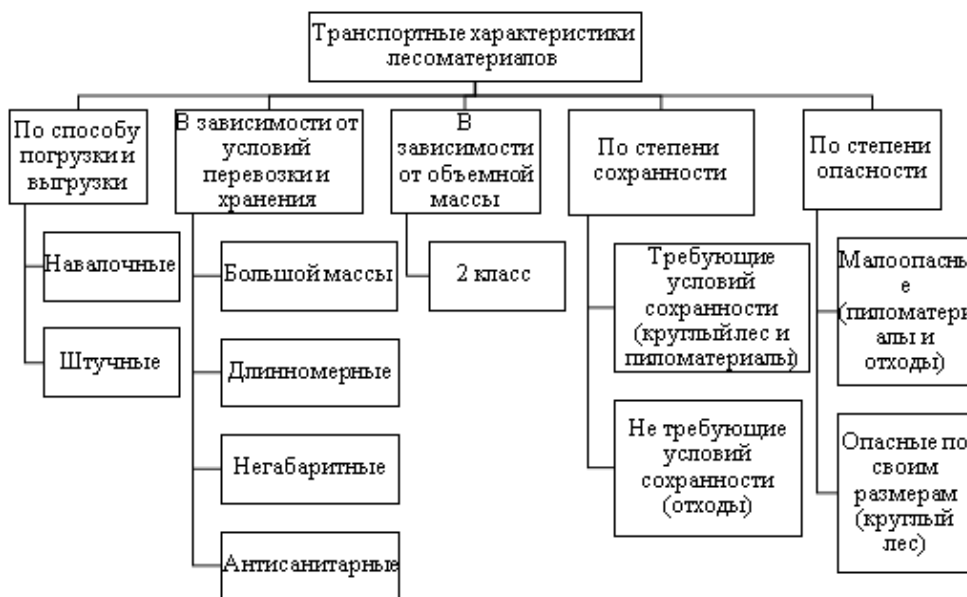 Транспортные характеристики
лесоматериалов
По способу
погрузки и
выгрузки
В зависимости от
условий
перевозки и
хранения
В
зависимости
от объемной
массы
По степени
сохранности
По степени
опасности
Навалочные
Штучные
Большой массы
Длинномерные
Негабаритные
Антисанитарные
2 класс
Требующие
условий
сохранности
(круглый лес и
пиломатериалы)
Не требующие
условий
сохранности
(отходы)
Малоопасны
е
(пиломатери
алы и
отходы)
Опасные по
своим
размерам
(круглый
лес)